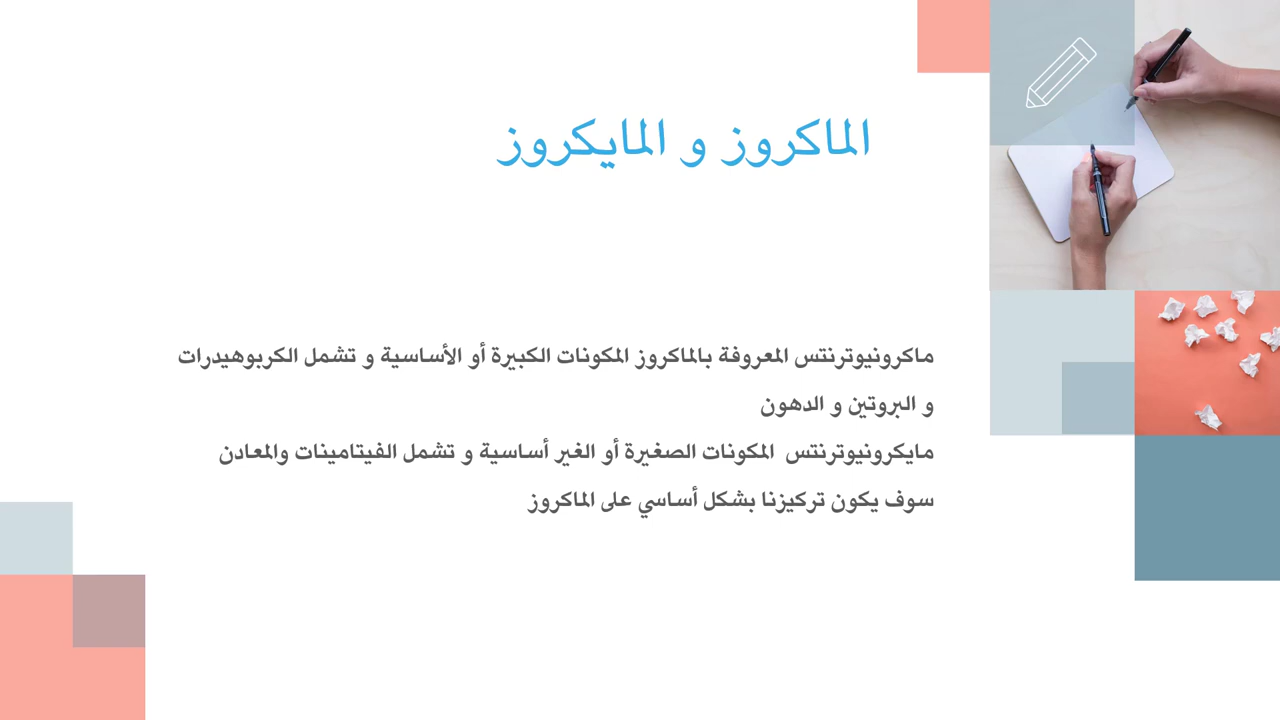 الماكروز و المايكروز
ماكرونيوترنتس المعروفة بالماكروز المكونات الكبيرة أو الأساسية و تشمل الكربوهيدرات
و البروتين و الدهون
مايكرونيوترنتس المكونات الصغيرة أو الغير أساسية و تشمل الفيتامينات والمعادن
سوف يكون تركيزنا بشكل أساسي على الماكروز